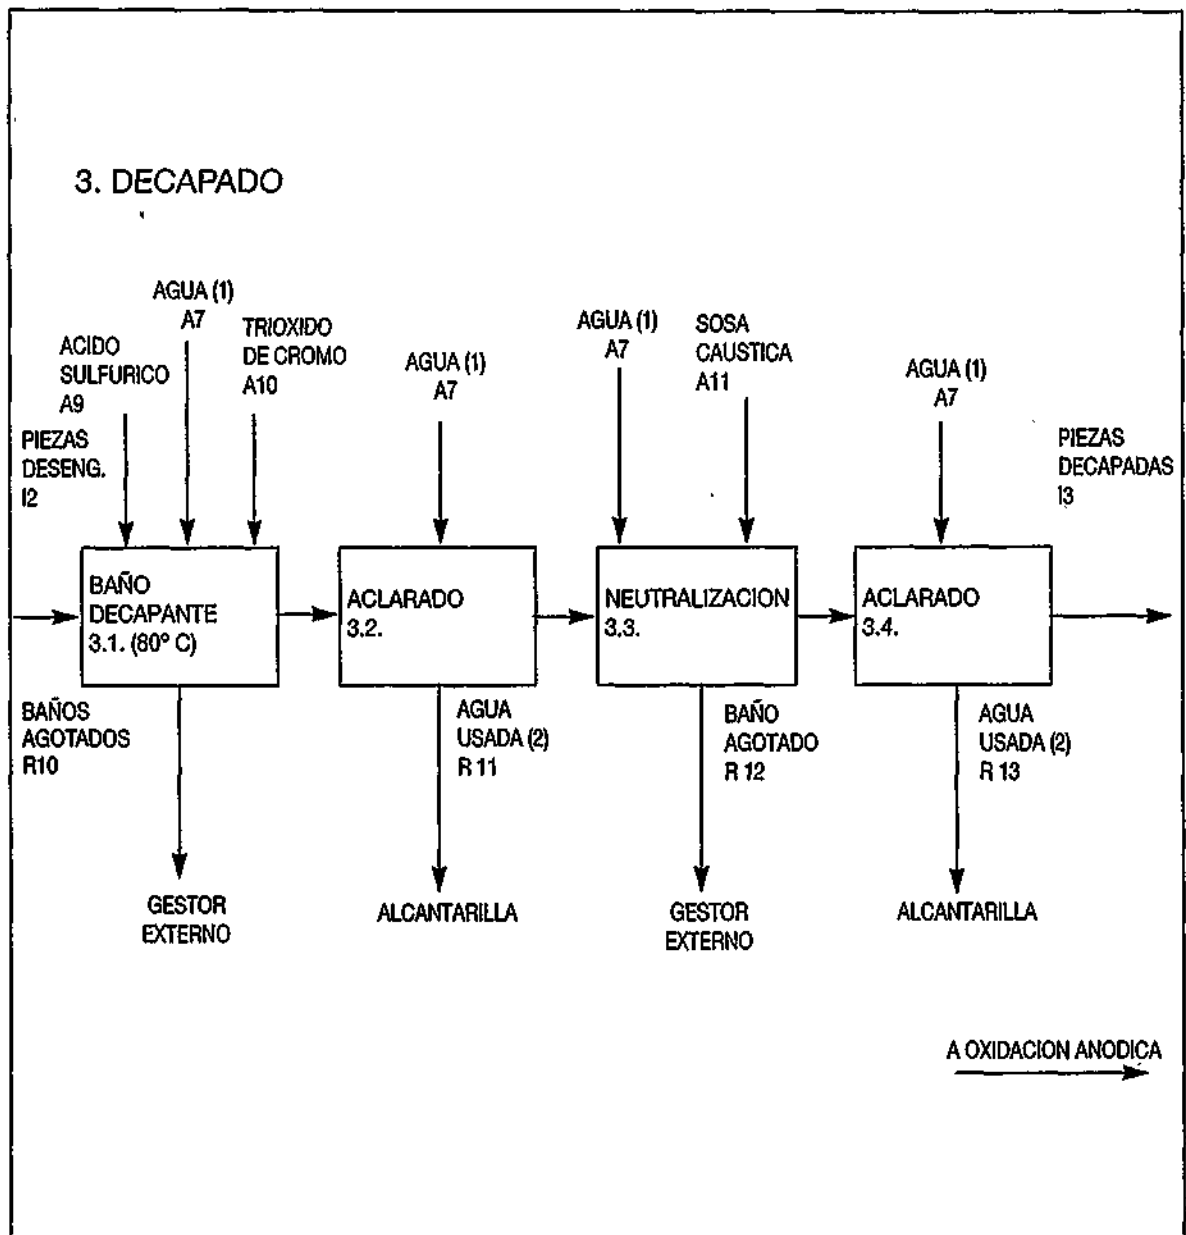 3. DECAPADO
AGUA (1)
A7
ACIDO
SULFURICO
A9
TRIOXIDO
DE CROMO
A10
AGUA (1)
A7
AGUA (1)
A7
SOSA
CAUSTICA
A11
AGUA (1)
A7
PIEZAS
DESENG.
I2
PIEZAS
DECAPADAS
I3
BAÑO
DECAPANTE
3.1. (80º C)
ACLARADO
3.2.
NEUTRALIZACION
3.3.
ACLARADO
3.4.
BAÑOS
AGOTADOS
R10
AGUA
USADA (2)
R 11
BAÑO
AGOTADO
R 12
AGUA
USADA (2)
R 13
GESTOR
EXTERNO
ALCANTARILLA
GESTOR
EXTERNO
ALCANTARILLA
A OXIDACION ANODICA